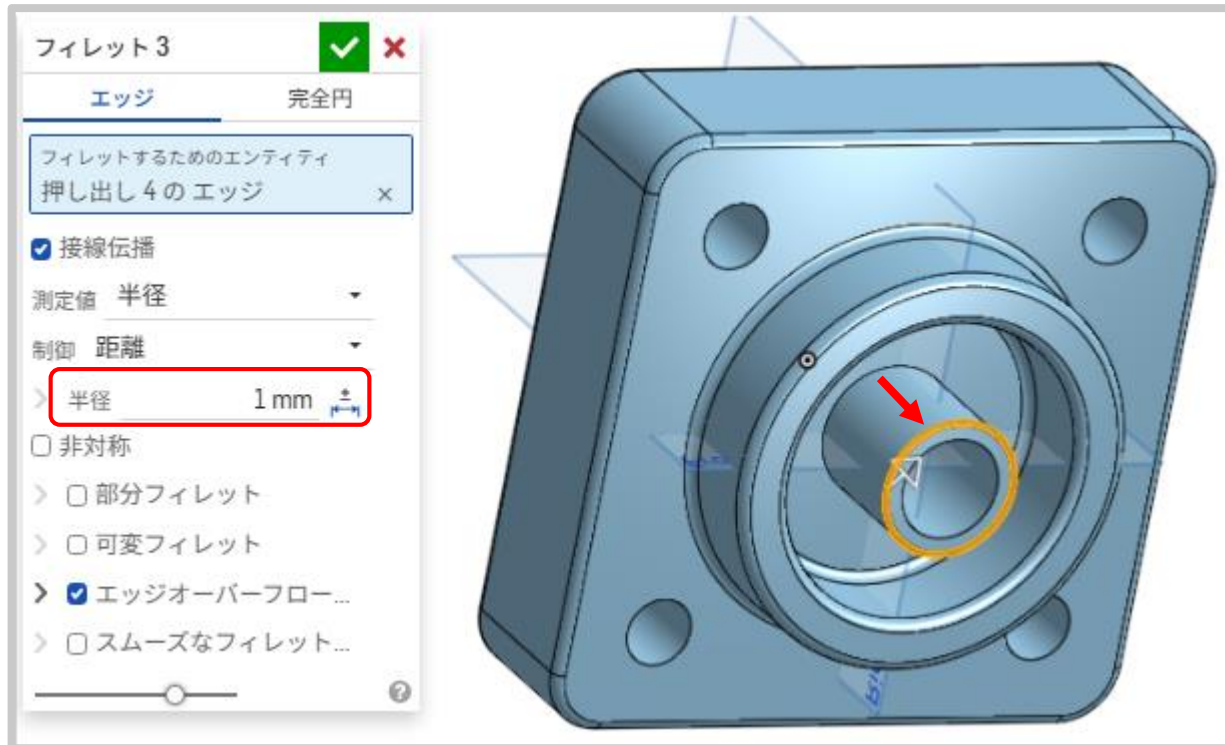 フィレット 3
エッジ 完全円
フィレットするためのエンティティ
押し出し 4 の エッジ
接線伝播
測定値 半径
制御 距離
半径 1 mm
非対称
部分フィレット
可変フィレット
エッジオーバーフロー...
スムーズなフィレット...